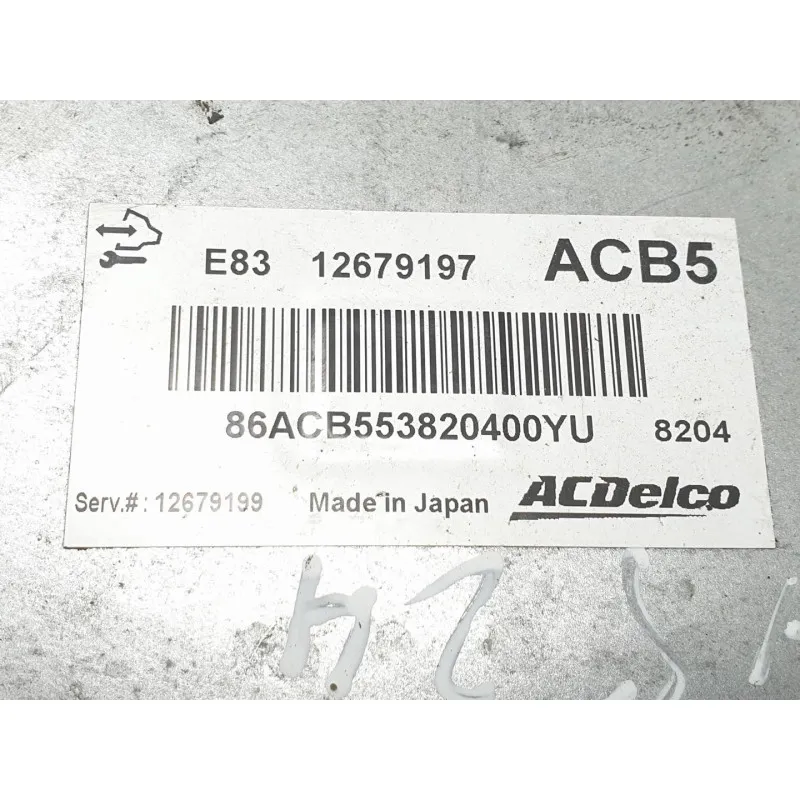 E83 12679197 ACB5
86ACB553820400YU 8204
Serv.#: 12679199 Made in Japan ACDelco